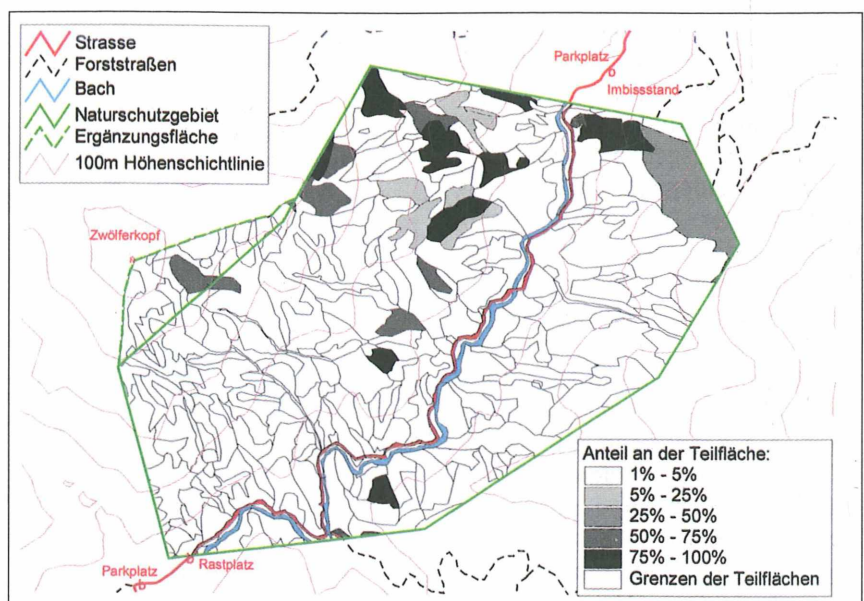 Strasse
Forststraßen
Bach
Naturschutzgebiet
Ergänzungsfläche
100m Höhenschichtlinie
Parkplatz
Imbissstand
Zwölferkopf
Parkplatz
Rastplatz
Anteil an der Teilfläche:
1% - 5%
5% - 25%
25% - 50%
50% - 75%
75% - 100%
Grenzen der Teilflächen